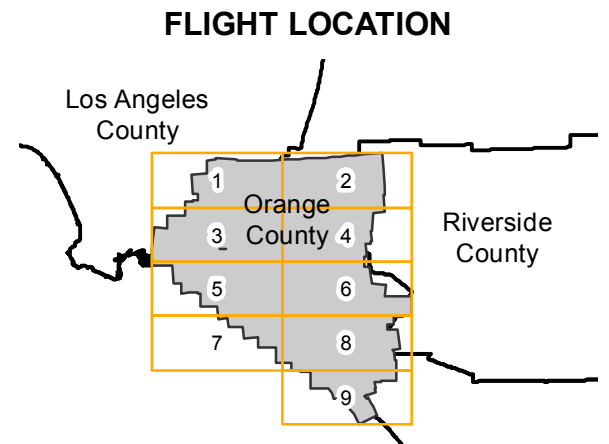 FLIGHT LOCATION
Los Angeles
County
1
2
Orange
County
3
4
Riverside
County
5
6
7
8
9